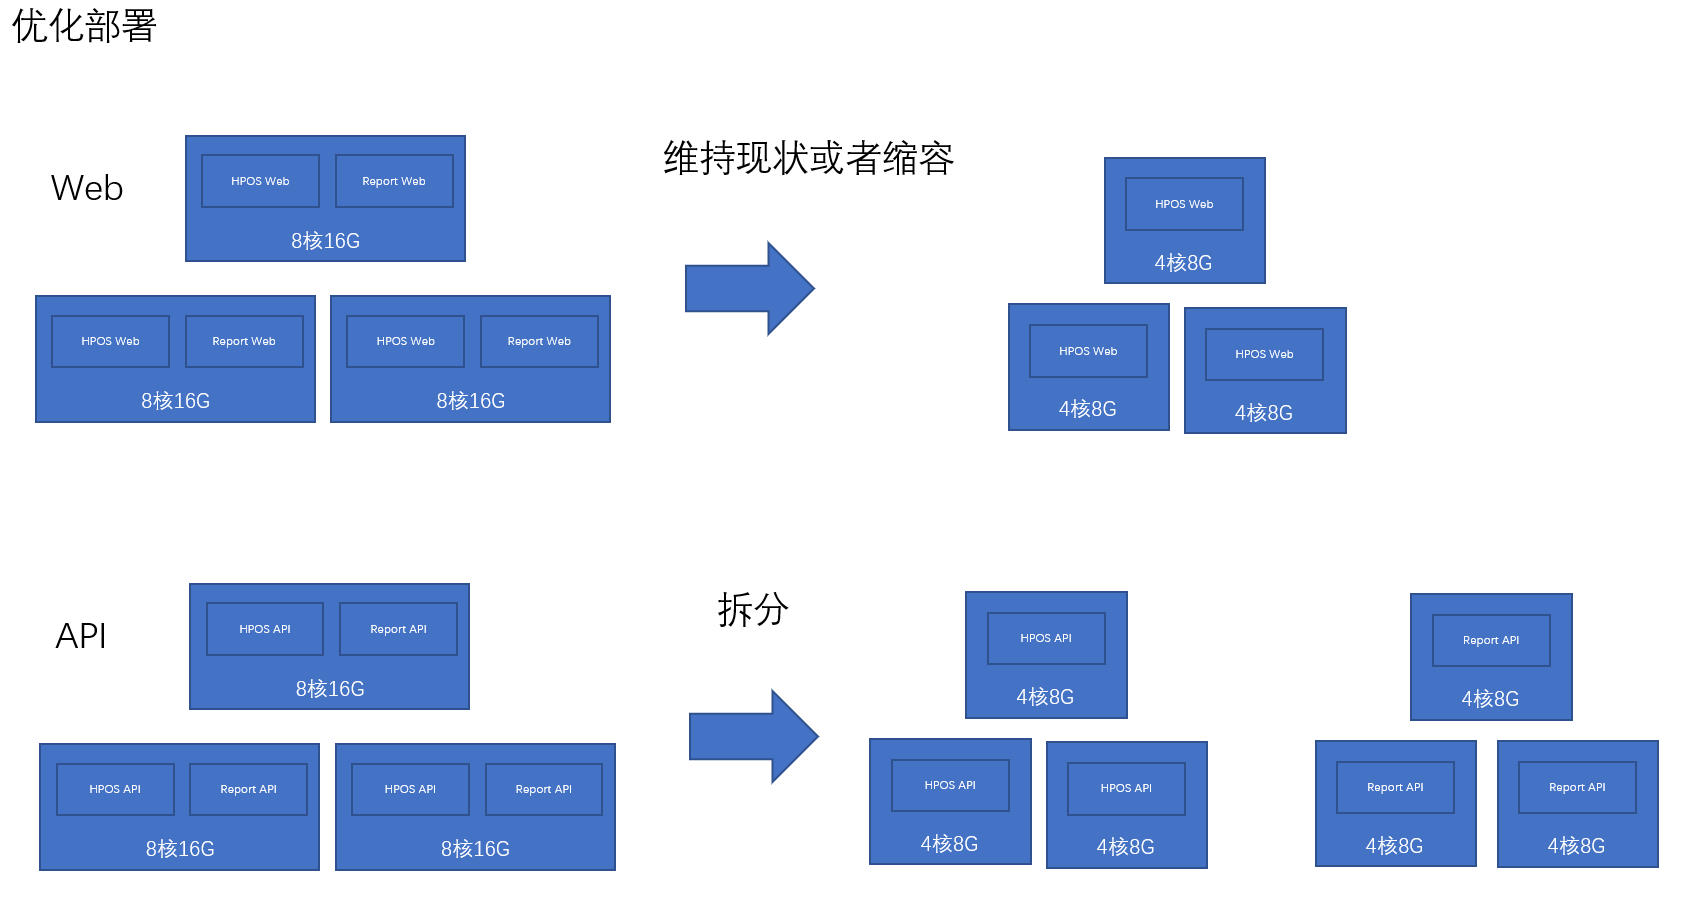 优化部署
Web
HPOS Web
Report Web
8核16G
HPOS Web
Report Web
8核16G
HPOS Web
Report Web
8核16G
维持现状或者缩容
HPOS Web
4核8G
HPOS Web
4核8G
HPOS Web
4核8G
API
HPOS API
Report API
8核16G
HPOS API
Report API
8核16G
HPOS API
Report API
8核16G
拆分
HPOS API
4核8G
HPOS API
4核8G
HPOS API
4核8G
Report API
4核8G
Report API
4核8G
Report API
4核8G